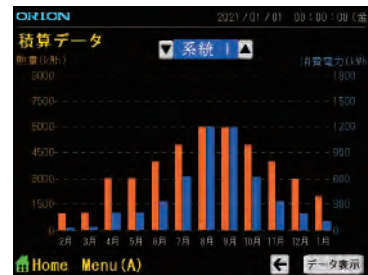 ORION 2021/01/01 00:00:00(金
積算データ
▼ 系統 1 ▲
熱量(kWh) 消費電力(kWh
9000 1800
7500 1500
6000 1200
4500 900
3000 600
1500 300
0 0
2月 3月 4月 5月 6月 7月 8月 9月 10月 11月 12月 1月
Home Menu(A) ← データ表示